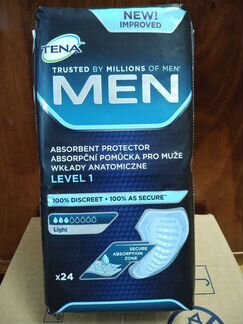 NEW!
IMPROVED
TENA
TRUSTED BY MILLIONS OF MEN*
MEN
ABSORBENT PROTECTOR
ABSORPČNÍ POMŮCKA PRO MUŽE
WKŁADY ANATOMICZNE
LEVEL 1
100% DISCREET • 100% AS SECURE**
Light
SECURE
ABSORPTION
ZONE
x24